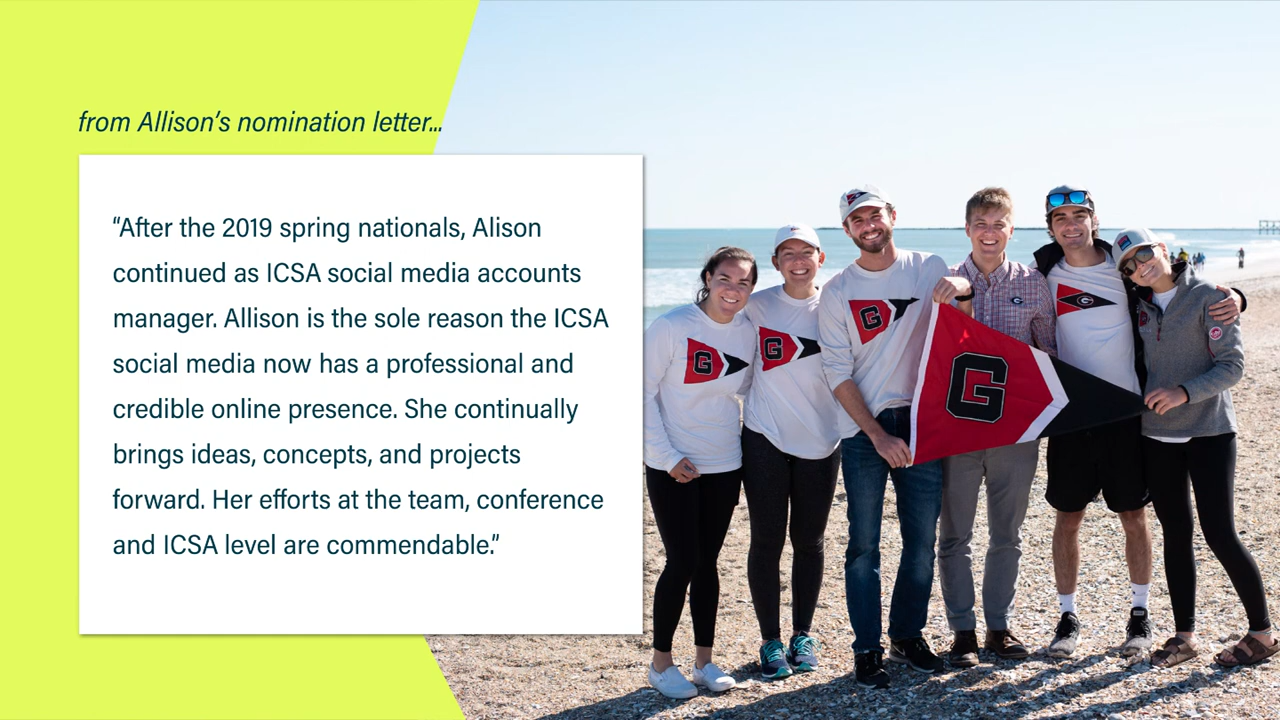 from Allison’s nomination letter...
“After the 2019 spring nationals, Alison
continued as ICSA social media accounts
manager. Allison is the sole reason the ICSA
social media now has a professional and
credible online presence. She continually
brings ideas, concepts, and projects
forward. Her efforts at the team, conference
and ICSA level are commendable.”
G
G
G
G
G
G